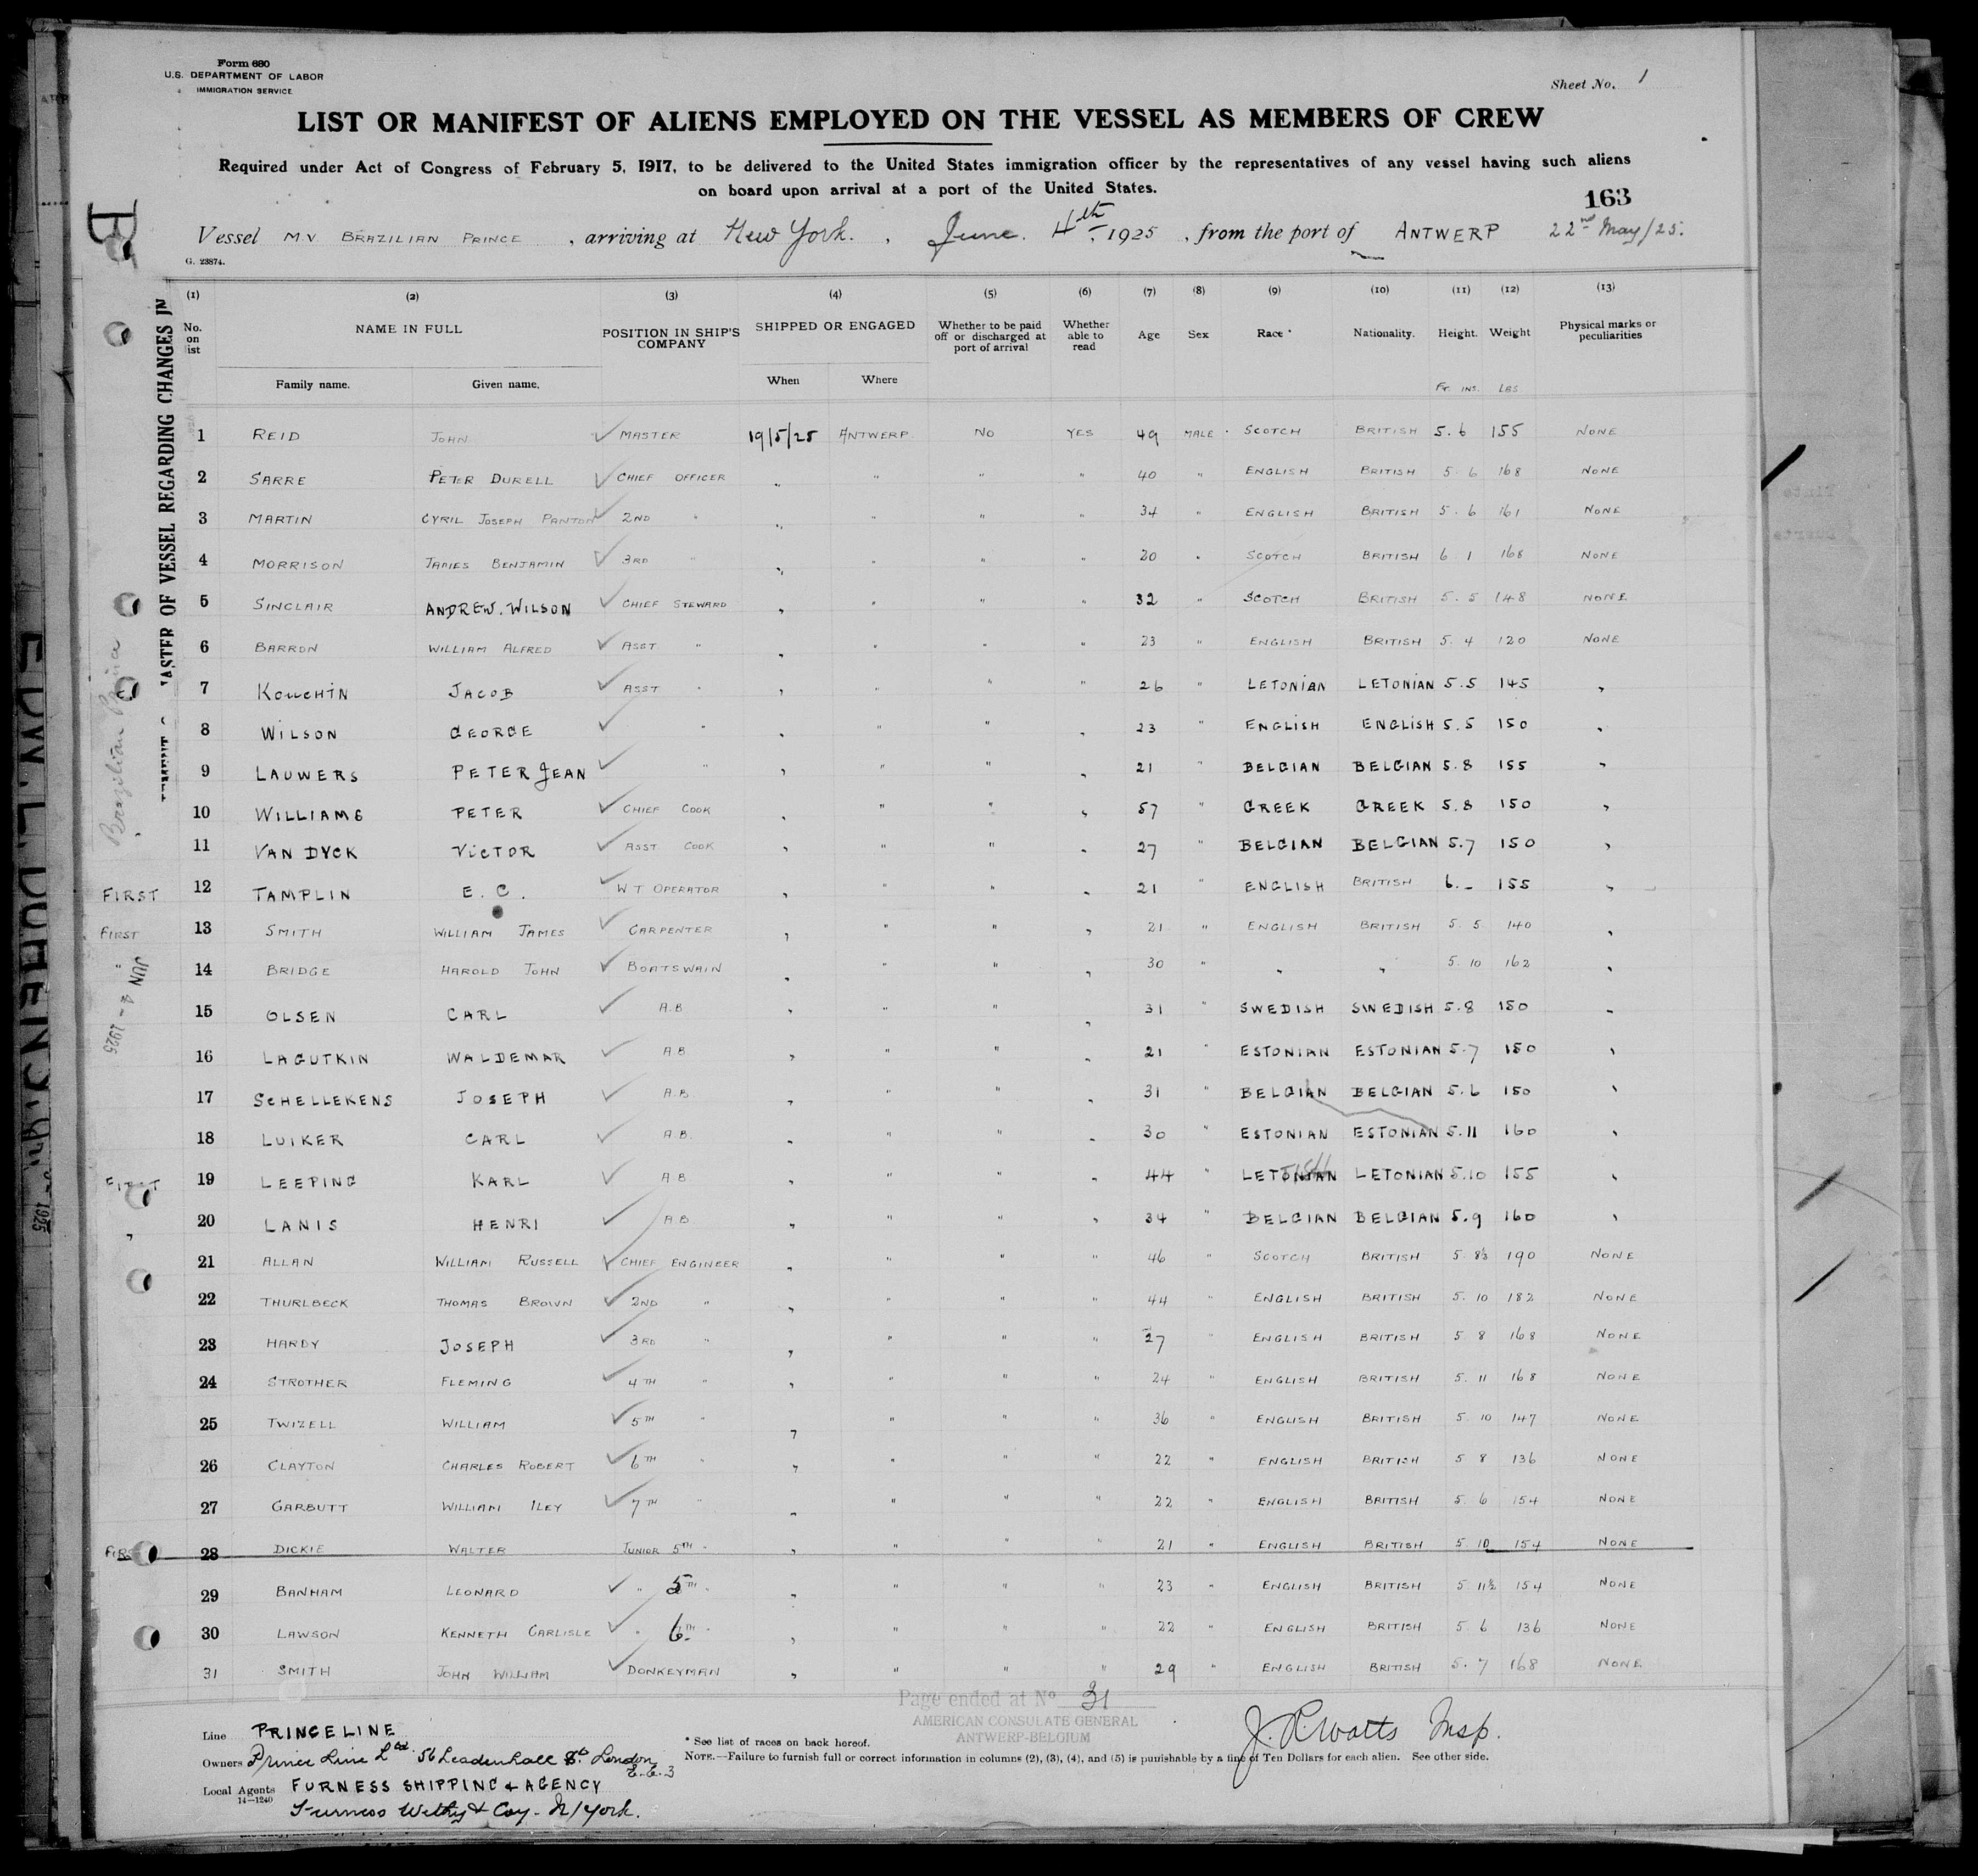 Form 680
U.S. DEPARTMENT OF LABOR
IMMIGRATION SERVICE
Sheet No. 1
LIST OR MANIFEST OF ALIENS EMPLOYED ON THE VESSEL AS MEMBERS OF CREW
Required under Act of Congress of February 5, 1917, to be delivered to the United States immigration officer by the representatives of any vessel having such aliens
on board upon arrival at a port of the United States.
163
Vessel M.V. BRAZILIAN PRINCE , arriving at New York. , June. 4th 1925 , from the port of ANTWERP 22nd May/25.
G. 23874.
(1) (2) (3) (4) (5) (6) (7) (8) (9) (10) (11) (12) (13)
No. on list NAME IN FULL POSITION IN SHIP'S COMPANY SHIPPED OR ENGAGED Whether to be paid off or discharged at port of arrival Whether able to read Age Sex Race * Nationality. Height. Weight Physical marks or peculiarities
Family name. Given name. When Where Ft. INS. LBS
1 REID JOHN MASTER 19/5/25 ANTWERP NO YES 49 MALE SCOTCH BRITISH 5.6 155 NONE
2 SARRE PETER DURELL CHIEF OFFICER " " " " 40 " ENGLISH BRITISH 5 6 168 NONE
3 MARTIN CYRIL JOSEPH PANTON 2ND " " " " " 34 " ENGLISH BRITISH 5.6 161 NONE
4 MORRISON JAMES BENJAMIN 3RD " " " " " 20 " SCOTCH BRITISH 6 1 168 NONE
5 SINCLAIR ANDREW. WILSON CHIEF STEWARD " " " " 32 " SCOTCH BRITISH 5.5 148 NONE
6 BARRON WILLIAM ALFRED ASST " " " " " 23 " ENGLISH BRITISH 5.4 120 NONE
7 KOUCHIN JACOB ASST " " " " " 26 " LETONIAN LETONIAN 5.5 145 "
8 WILSON GEORGE " " " " " 23 " ENGLISH ENGLISH 5.5 150 "
9 LAUWERS PETER JEAN " " " " " 21 " BELGIAN BELGIAN 5.8 155 "
10 WILLIAMS PETER CHIEF COOK " " " " 57 " GREEK GREEK 5.8 150 "
11 VAN DYCK VICTOR ASST COOK " " " " 27 " BELGIAN BELGIAN 5.7 150 "
FIRST 12 TAMPLIN E. C. W T OPERATOR " " " " 21 " ENGLISH BRITISH 6.- 155 "
FIRST 13 SMITH WILLIAM JAMES CARPENTER " " " " 21 " ENGLISH BRITISH 5 5 140 "
14 BRIDGE HAROLD JOHN BOATSWAIN " " " " 30 " " " 5.10 162 "
15 OLSEN CARL A.B " " " " 31 " SWEDISH SWEDISH 5.8 150 "
16 LAGUTKIN WALDEMAR A B " " " " 21 " ESTONIAN ESTONIAN 5.7 150 "
17 SCHELLEKENS JOSEPH A.B. " " " " 31 " BELGIAN BELGIAN 5.6 150 "
18 LUIKER CARL A.B. " " " " 30 " ESTONIAN ESTONIAN 5.11 160 "
FIRST 19 LEEPING KARL A B " " " " 44 " LETONIAN LETONIAN 5.10 155 "
" 20 LANIS HENRI A B " " " " 34 " BELGIAN BELGIAN 5.9 160 "
21 ALLAN WILLIAM RUSSELL CHIEF ENGINEER " " " " 46 " SCOTCH BRITISH 5. 8½ 190 NONE
22 THURLBECK THOMAS BROWN 2ND " " " " " 44 " ENGLISH BRITISH 5.10 182 NONE
23 HARDY JOSEPH 3RD " " " " " 27 " ENGLISH BRITISH 5 8 168 NONE
24 STROTHER FLEMING 4TH " " " " " 24 " ENGLISH BRITISH 5.11 168 NONE
25 TWIZELL WILLIAM 5TH " " " " " 36 " ENGLISH BRITISH 5.10 147 NONE
26 CLAYTON CHARLES ROBERT 6TH " " " " " 22 " ENGLISH BRITISH 5 8 136 NONE
27 GARBUTT WILLIAM ILEY 7TH " " " " " 22 " ENGLISH BRITISH 5.6 154 NONE
FIRST 28 DICKIE WALTER JUNIOR 5TH " " " " " 21 " ENGLISH BRITISH 5.10 154 NONE
29 BANHAM LEONARD " 5TH " " " " " 23 " ENGLISH BRITISH 5 11½ 154 NONE
30 LAWSON KENNETH CARLISLE " 6TH " " " " " 22 " ENGLISH BRITISH 5 6 136 NONE
31 SMITH JOHN WILLIAM DONKEYMAN " " " " 29 " ENGLISH BRITISH 5.7 168 NONE
Page ended at No 31
AMERICAN CONSULATE GENERAL
ANTWERP-BELGIUM
J. R. Watts Insp.
Line PRINCE LINE
Owners Prince Line Ltd. 56 Leadenhall St. London E.C.3
Local Agents FURNESS SHIPPING & AGENCY
14—1240
Furness Withy & Coy. N/York.
* See list of races on back hereof.
NOTE.—Failure to furnish full or correct information in columns (2), (3), (4), and (5) is punishable by a fine of Ten Dollars for each alien. See other side.
ASTER OF VESSEL REGARDING CHANGES IN
Brazilian Prince
JUN 4 - 1925